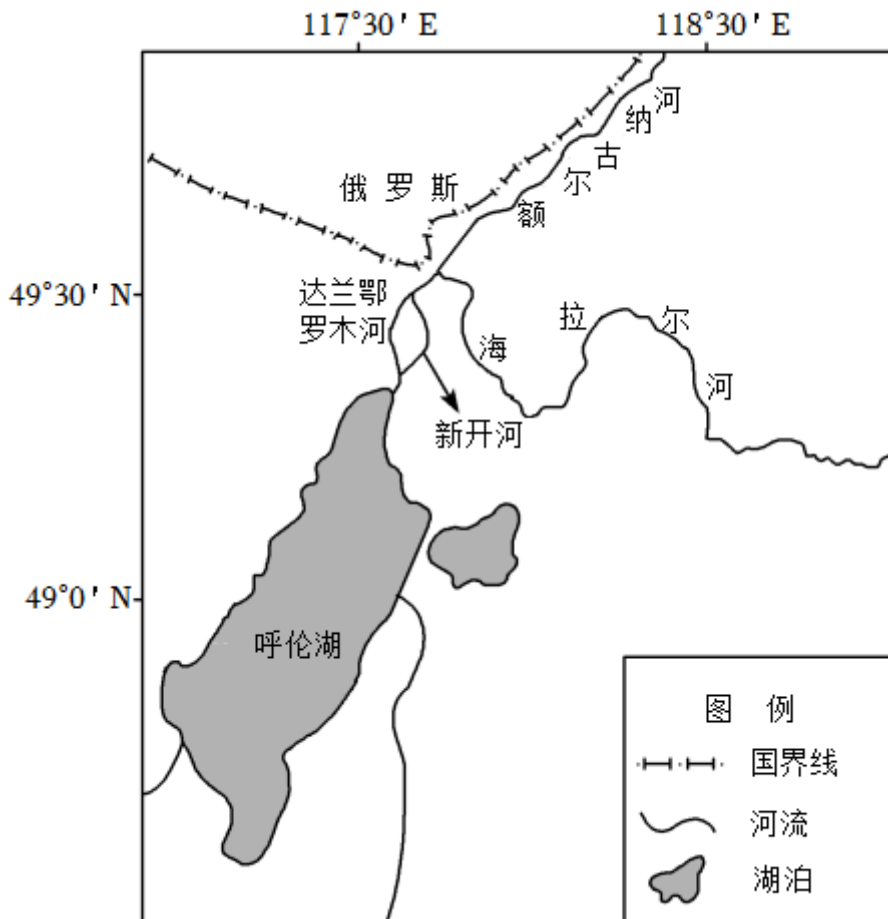 117°30′E
118°30′E
额尔古纳河
俄罗斯
49°30′N
达兰鄂
罗木河
海拉尔河
新开河
49°0′N
呼伦湖
图 例
国界线
河流
湖泊